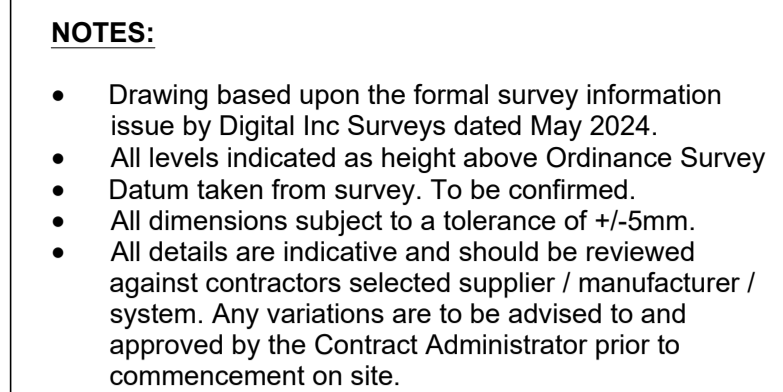 NOTES:
• Drawing based upon the formal survey information
issue by Digital Inc Surveys dated May 2024.
• All levels indicated as height above Ordinance Survey
• Datum taken from survey. To be confirmed.
• All dimensions subject to a tolerance of +/-5mm.
• All details are indicative and should be reviewed
against contractors selected supplier / manufacturer /
system. Any variations are to be advised to and
approved by the Contract Administrator prior to
commencement on site.